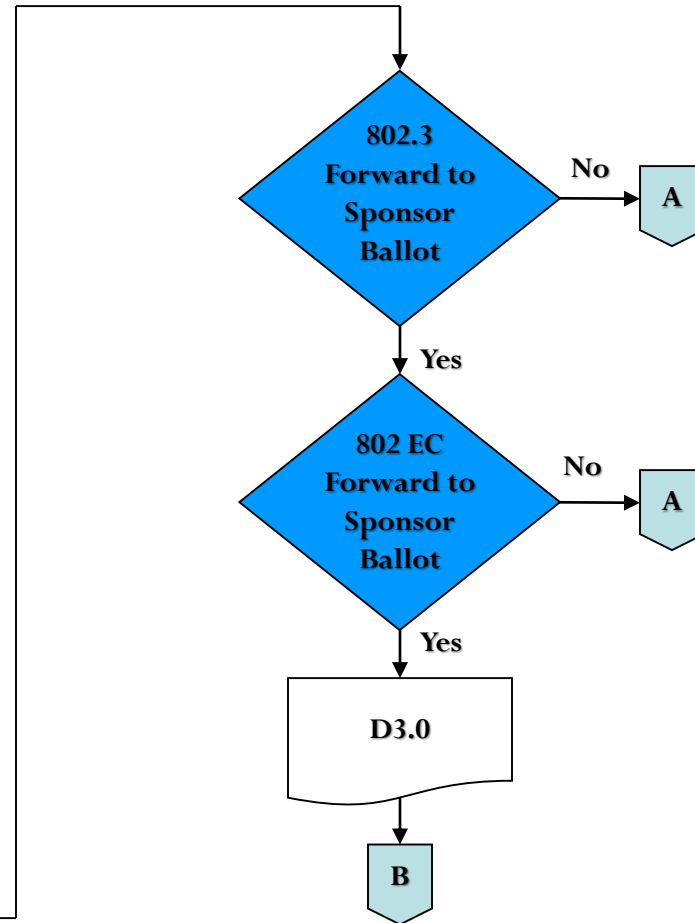 802.3
Forward to
Sponsor
Ballot
No
A
Yes
802 EC
Forward to
Sponsor
Ballot
No
A
Yes
D3.0
B